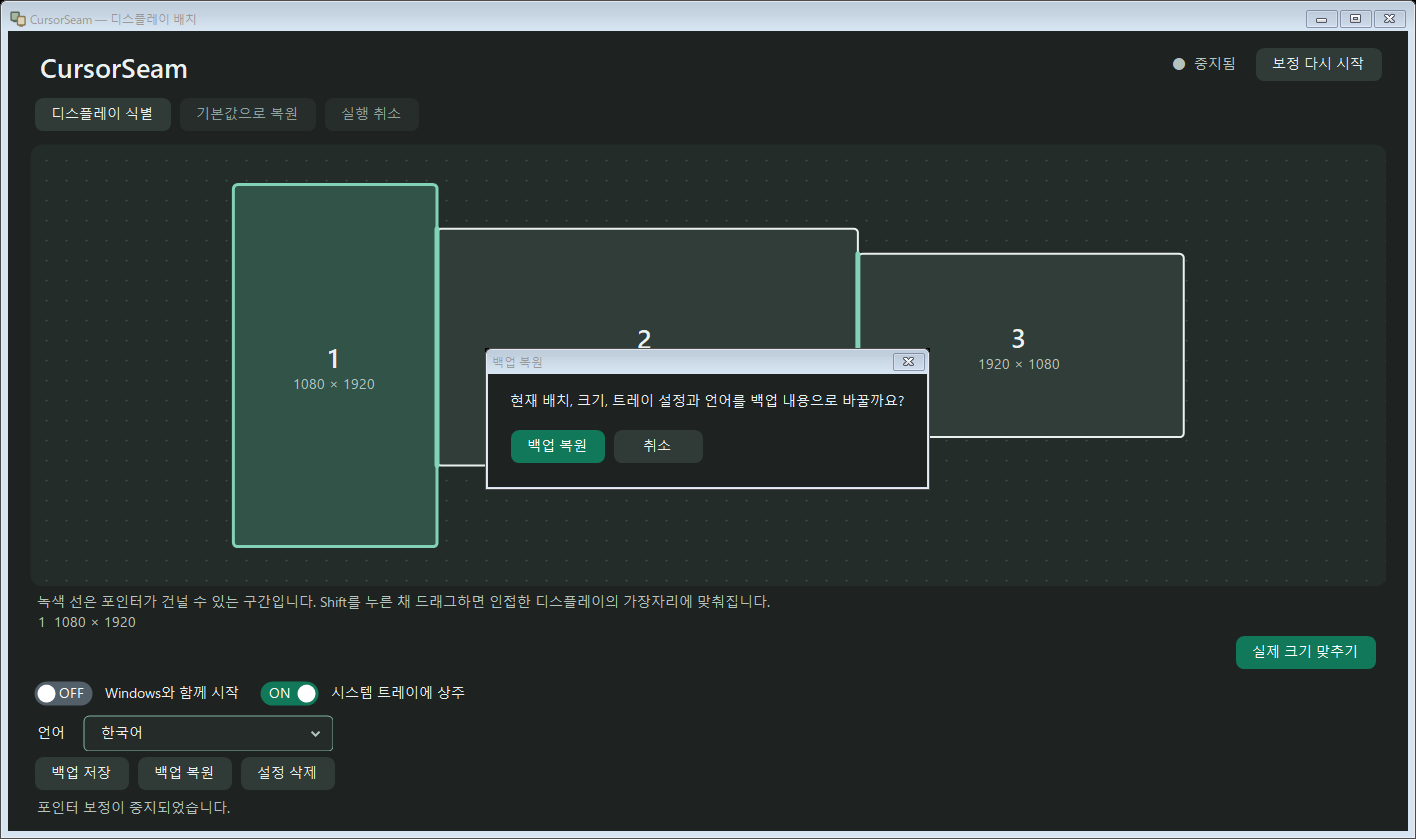 CursorSeam — 디스플레이 배치
CursorSeam
중지됨
보정 다시 시작
디스플레이 식별
기본값으로 복원
실행 취소
1
1080 × 1920
2
3
1920 × 1080
백업 복원
현재 배치, 크기, 트레이 설정과 언어를 백업 내용으로 바꿀까요?
백업 복원
취소
녹색 선은 포인터가 건널 수 있는 구간입니다. Shift를 누른 채 드래그하면 인접한 디스플레이의 가장자리에 맞춰집니다.
1 1080 × 1920
실제 크기 맞추기
OFF
Windows와 함께 시작
ON
시스템 트레이에 상주
언어
한국어
백업 저장
백업 복원
설정 삭제
포인터 보정이 중지되었습니다.